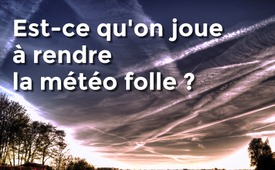 Est-ce qu'on joue
à rendre
la météo folle ?